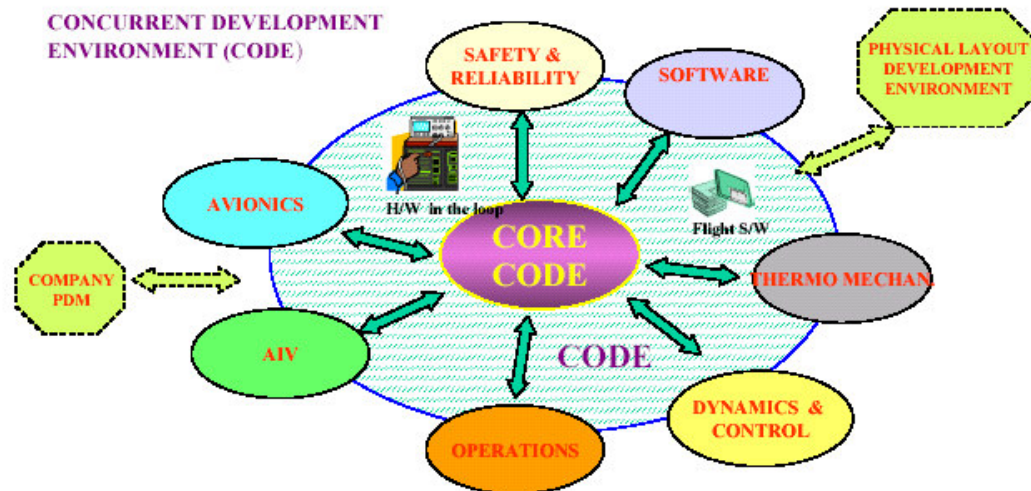 CONCURRENT DEVELOPMENT
ENVIRONMENT (CODE)
SAFETY &
RELIABILITY
SOFTWARE
PHYSICAL LAYOUT
DEVELOPMENT
ENVIRONMENT
AVIONICS
H/W in the loop
Flight S/W
CORE
CODE
COMPANY
PDM
THERMO MECHAN.
AIV
CODE
DYNAMICS &
CONTROL
OPERATIONS